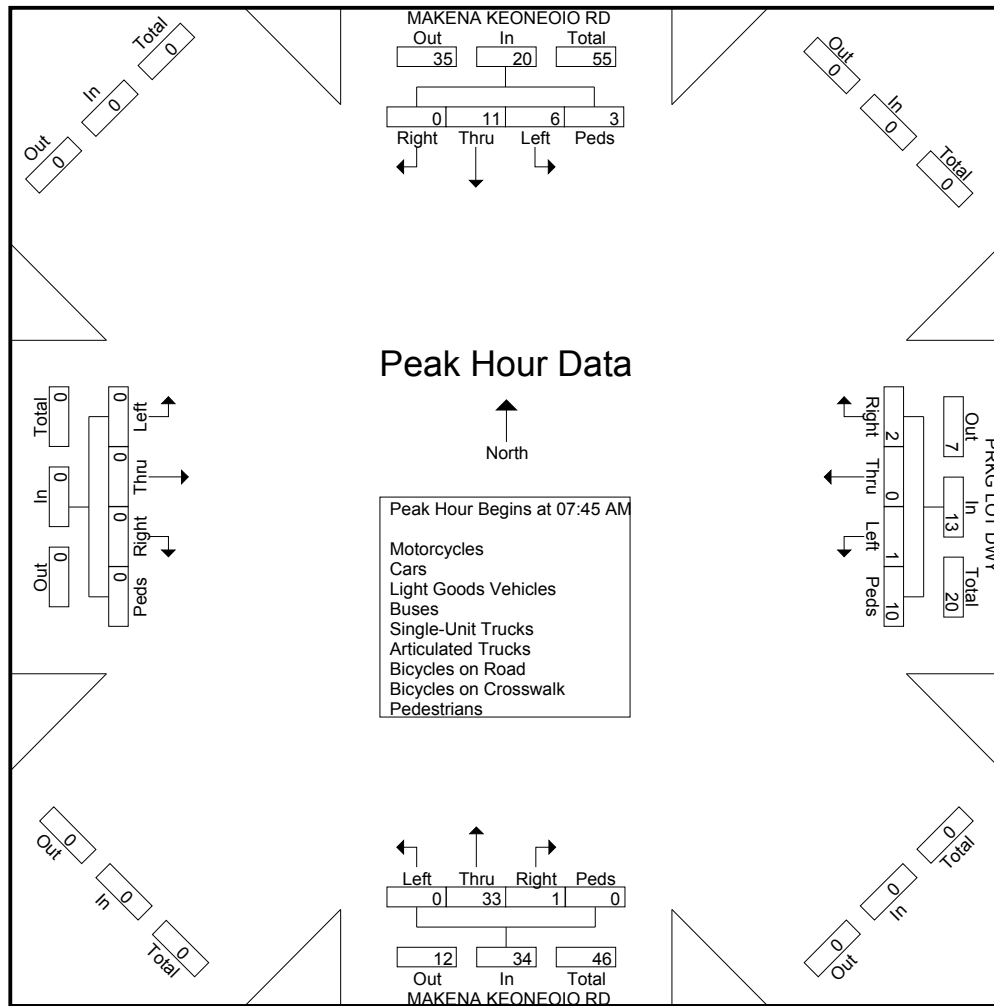 MAKENA KEONEOIO RD
Out In Total
35 20 55
0 11 6 3
Right Thru Left Peds
Total
0
In
0
Out
0
Out
0
In
0
Total
0
Peak Hour Data
North
Peak Hour Begins at 07:45 AM
Motorcycles
Cars
Light Goods Vehicles
Buses
Single-Unit Trucks
Articulated Trucks
Bicycles on Road
Bicycles on Crosswalk
Pedestrians
Total In Out
0 0 0
0 0 0 0
Left Thru Right Peds
Right Thru Left Peds
2 0 1 10
7 13 20
Out In Total
PRKG LOT DWY
0
Out
0
In
0
Total
0
Total
0
In
0
Out
Left Thru Right Peds
0 33 1 0
12 34 46
Out In Total
MAKENA KEONEOIO RD